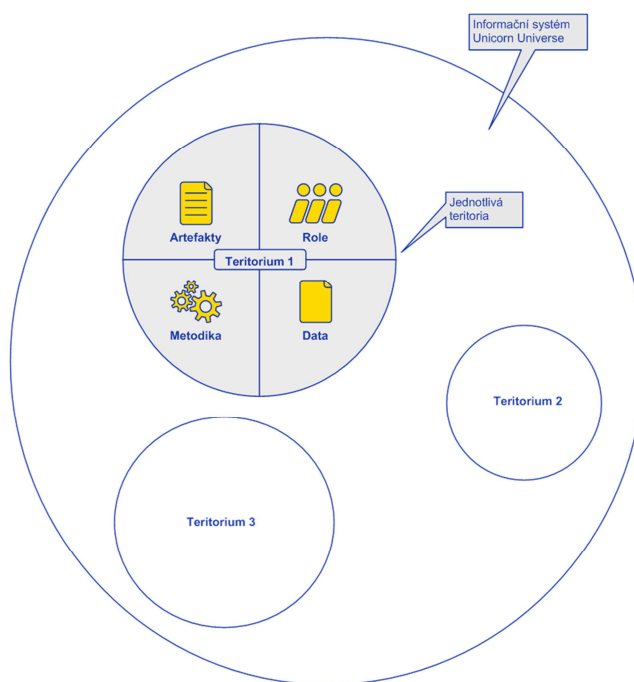 Informační systém
Unicorn Universe
Jednotlivá
teritoria
Artefakty
Role
Teritorium 1
Metodika
Data
Teritorium 2
Teritorium 3